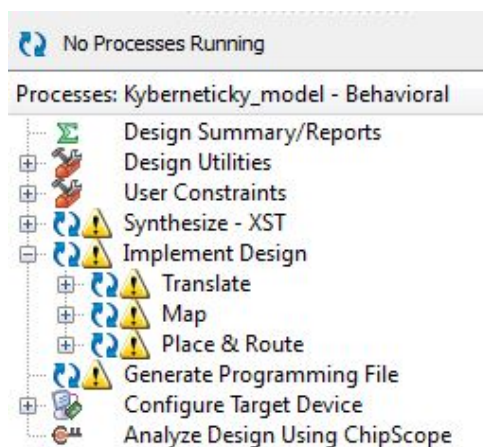 No Processes Running
Processes: Kyberneticky_model - Behavioral
Design Summary/Reports
Design Utilities
User Constraints
Synthesize - XST
Implement Design
Translate
Map
Place & Route
Generate Programming File
Configure Target Device
Analyze Design Using ChipScope